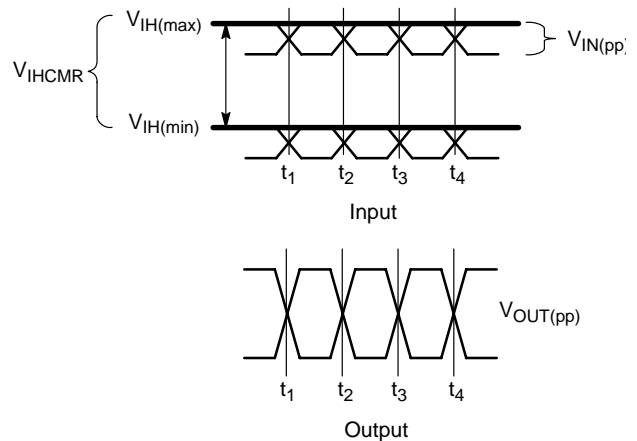 V_IH(max)
V_IN(pp)
V_IHCMR
V_IH(min)
t_1 t_2 t_3 t_4
Input
V_OUT(pp)
t_1 t_2 t_3 t_4
Output